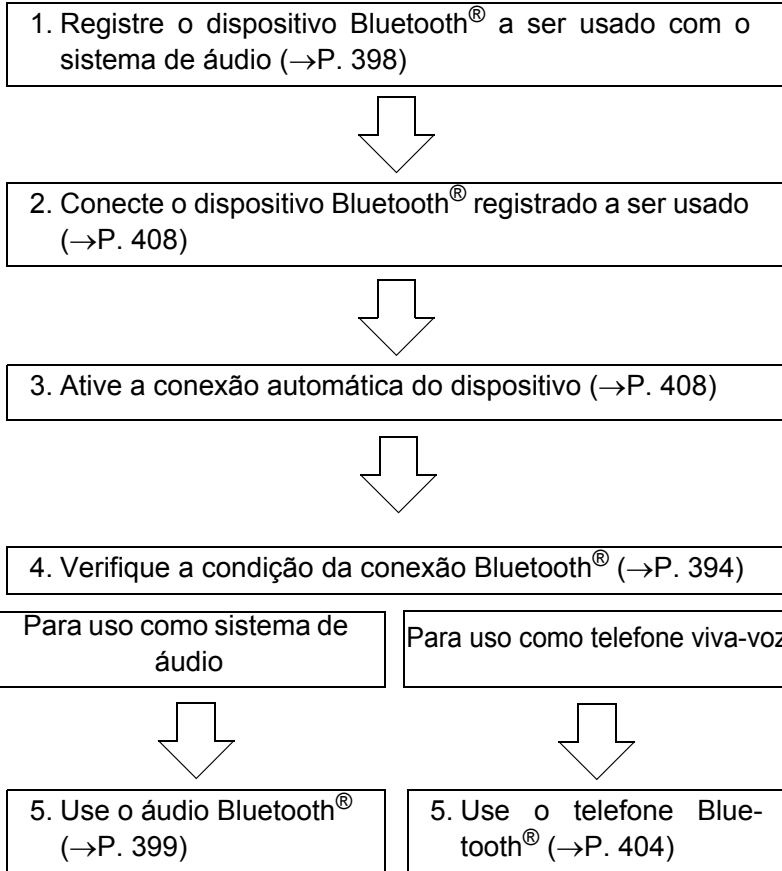 1. Registre o dispositivo Bluetooth® a ser usado com o
sistema de áudio (→P. 398)
2. Conecte o dispositivo Bluetooth® registrado a ser usado
(→P. 408)
3. Ative a conexão automática do dispositivo (→P. 408)
4. Verifique a condição da conexão Bluetooth® (→P. 394)
Para uso como sistema de
áudio
Para uso como telefone viva-voz
5. Use o áudio Bluetooth®
(→P. 399)
5. Use o telefone Blue-
tooth® (→P. 404)